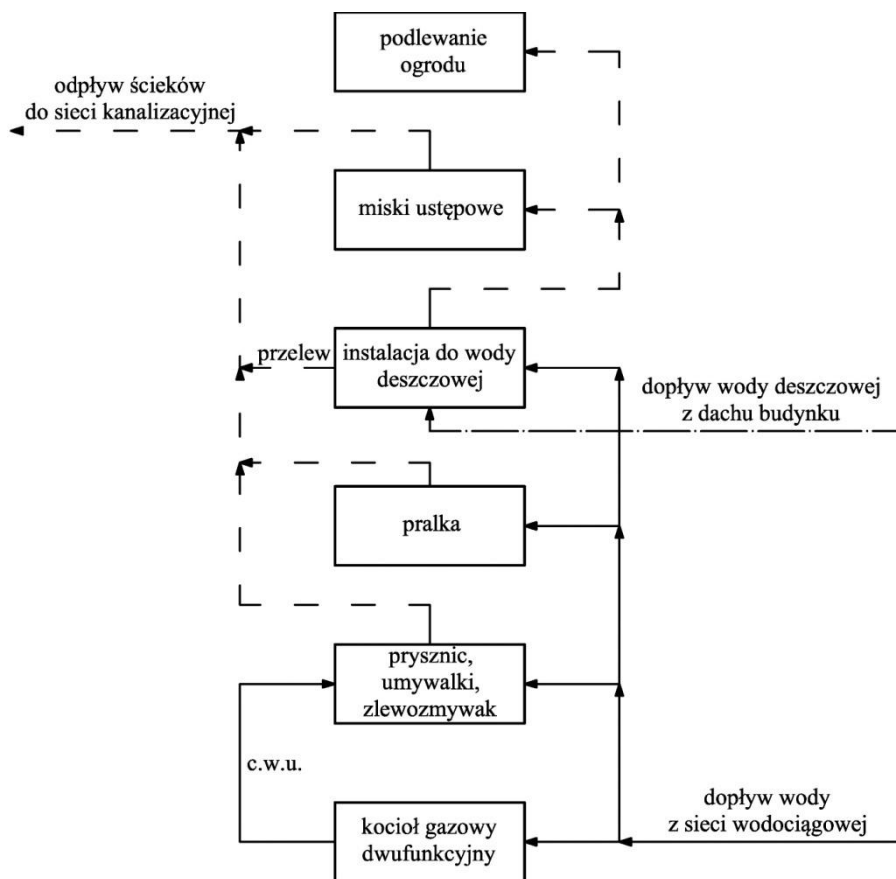 podlewanie
ogrodu
odpływ ścieków
do sieci kanalizacyjnej
miski ustępowe
przelew
instalacja do wody
deszczowej
dopływ wody deszczowej
z dachu budynku
pralka
prysznic,
umywalki,
zlewozmywak
c.w.u.
kocioł gazowy
dwufunkcyjny
dopływ wody
z sieci wodociągowej